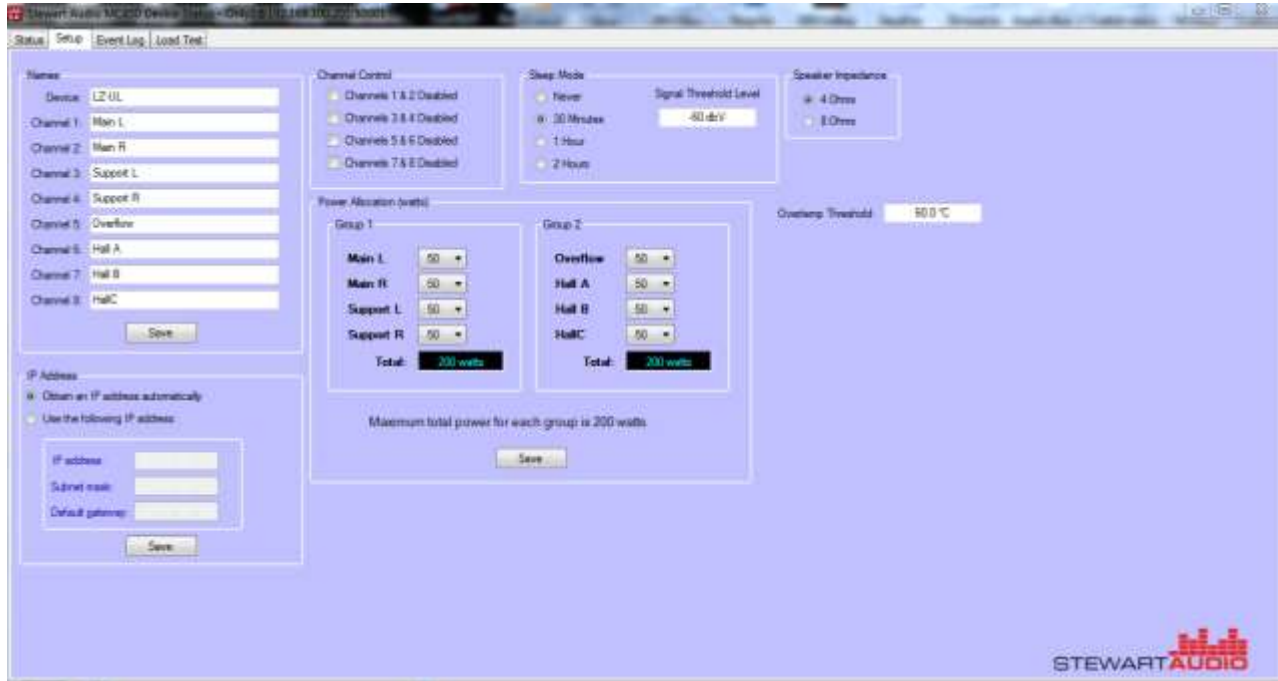 Stewart Audio
Status Setup Event Log Load Test
Names
Device: LZ-UL
Channel 1: Main L
Channel 2: Main R
Channel 3: Support L
Channel 4: Support R
Channel 5: Overflow
Channel 6: Hall A
Channel 7: Hall B
Channel 8: HallC
Save
IP Address
Obtain an IP address automatically
Use the following IP address:
IP address:
Subnet mask:
Default gateway:
Save
Channel Control
Channels 1 & 2 Disabled
Channels 3 & 4 Disabled
Channels 5 & 6 Disabled
Channels 7 & 8 Disabled
Sleep Mode
Never
30 Minutes
1 Hour
2 Hours
Signal Threshold Level
-60 dbV
Speaker Impedance
4 Ohms
8 Ohms
Power Allocation (watts)
Group 1
Main L 50
Main R 50
Support L 50
Support R 50
Total: 200 watts
Group 2
Overflow 50
Hall A 50
Hall B 50
HallC 50
Total: 200 watts
Maximum total power for each group is 200 watts
Save
Overtemp Threshold
STEWARTAUDIO